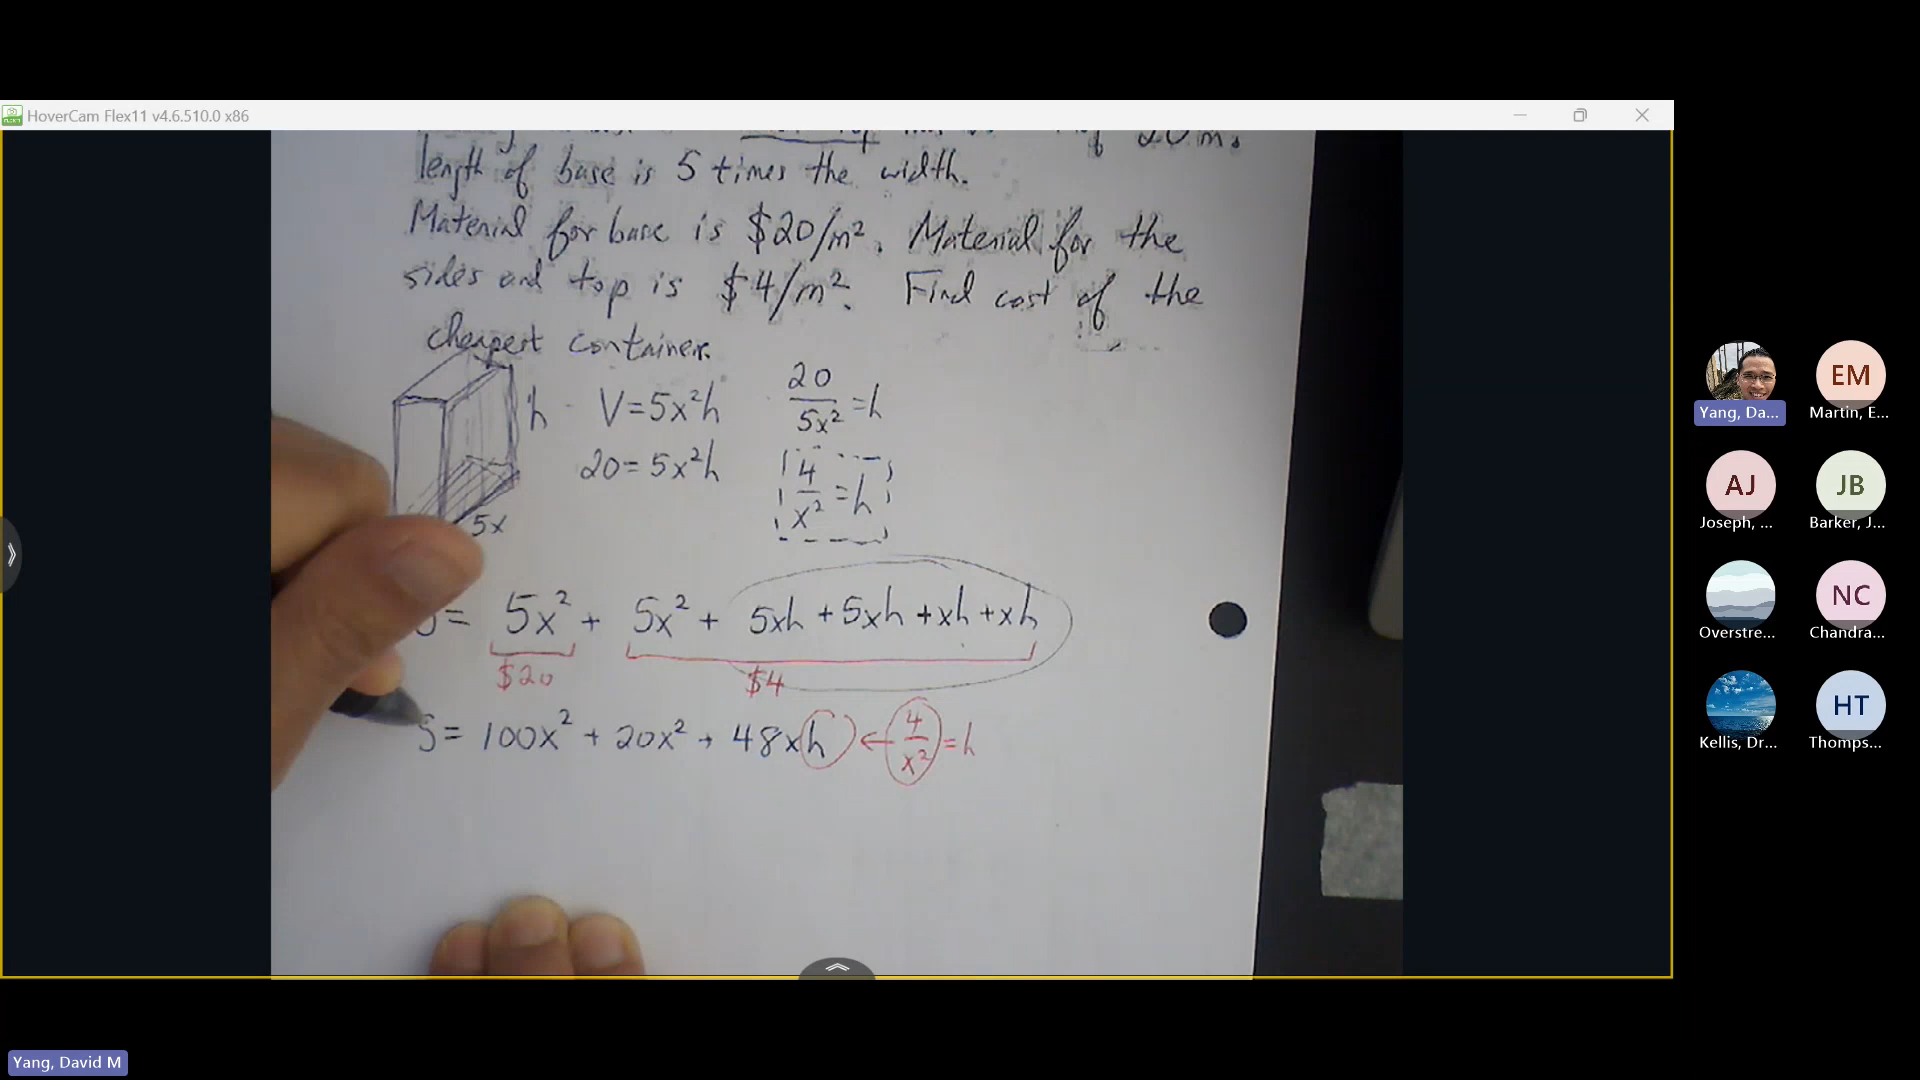 HoverCam Flex11 v4.6.510.0 x86
of 20 m.
length of base is 5 times the width.
Material for base is $20/m². Material for the
sides and top is $4/m². Find cost of the
cheapest container.
h
5x
V=5x²h
20=5x²h
20/5x² = h
4/x² = h
S= 5x² + 5x² + 5xh + 5xh + xh + xh
$20
$4
S= 100x² + 20x² + 48xh ← 4/x² = h
Yang, Da...
Martin, E...
AJ
Joseph, ...
JB
Barker, J...
Overstre...
NC
Chandra...
Kellis, Dr...
HT
Thomps...
EM
Yang, David M